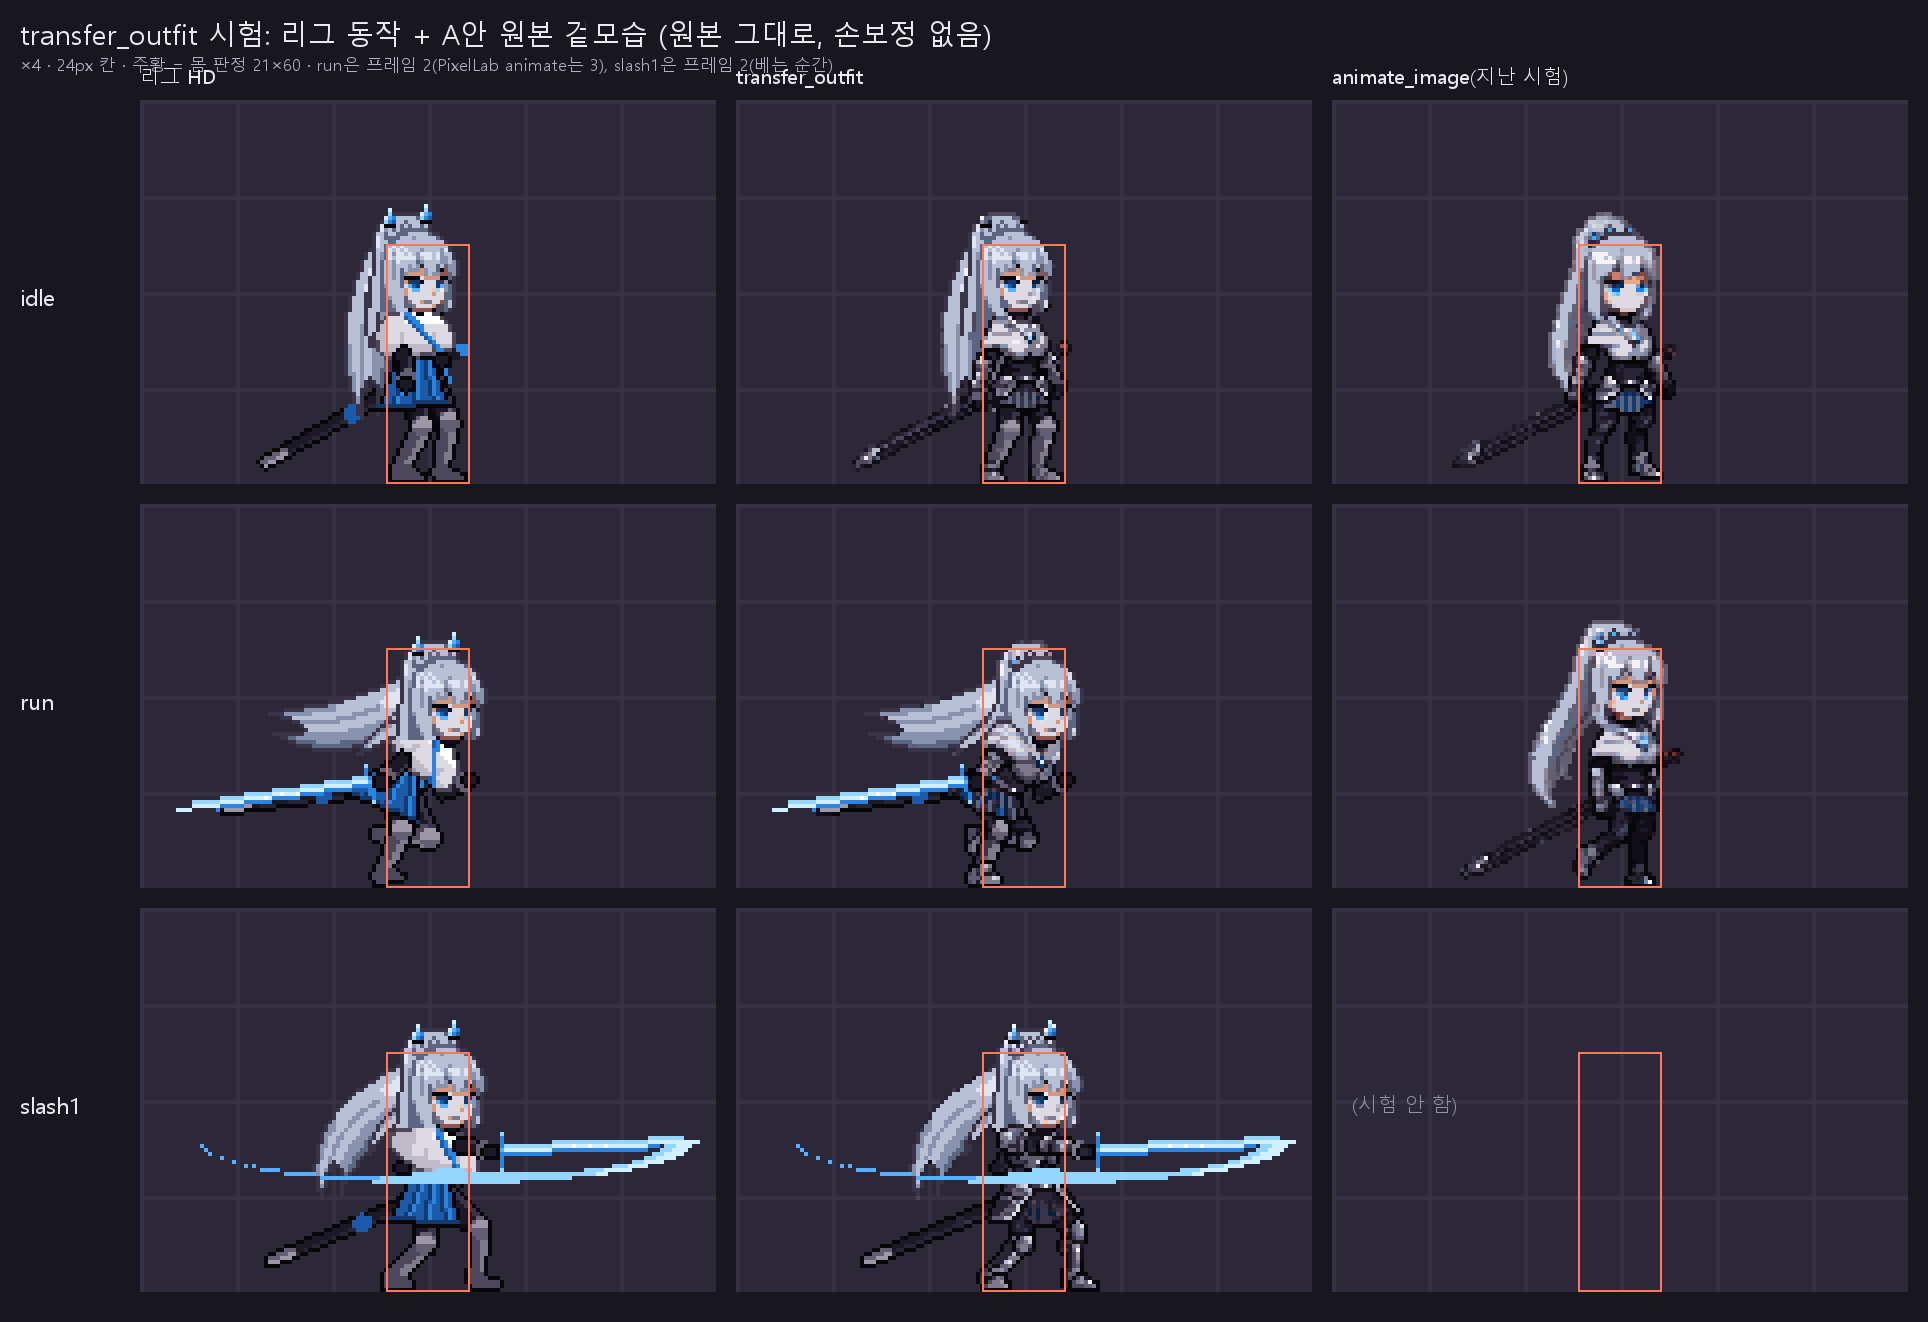 transfer_outfit 시험: 리그 동작 + A안 원본 겉모습 (원본 그대로, 손보정 없음)
×4 · 24px 칸 · 주황 = 몸 판정 21×60 · run은 프레임 2(PixelLab animate는 3), slash1은 프레임 2(베는 순간)
리그 HD
transfer_outfit
animate_image(지난 시험)
idle
run
slash1
(시험 안 함)